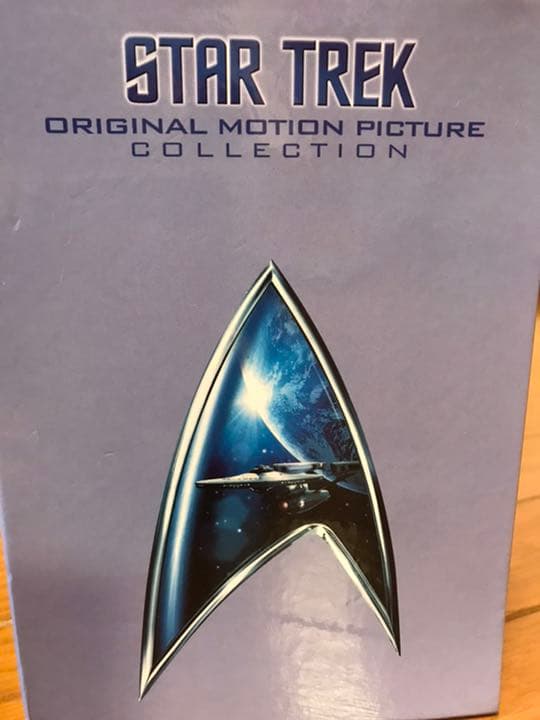 STAR TREK
ORIGINAL MOTION PICTURE
COLLECTION